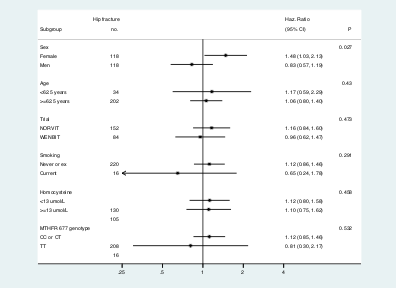 Hip fracture Haz. Ratio
Subgroup no. (95% CI) P
Sex 0.027
Female 118 1.48 (1.03, 2.13)
Men 118 0.83 (0.57, 1.19)
Age 0.43
<62.5 years 34 1.17 (0.59, 2.29)
>=62.5 years 202 1.06 (0.80, 1.40)
Trial 0.473
NORVIT 152 1.16 (0.84, 1.60)
WENBIT 84 0.96 (0.62, 1.47)
Smoking 0.291
Never or ex 220 1.12 (0.86, 1.46)
Current 16 0.65 (0.24, 1.78)
Homocysteine 0.458
<13 umol/L 1.12 (0.80, 1.58)
>=13 umol/L 130 1.10 (0.75, 1.62)
105
MTHFR 677 genotype 0.532
CC or CT 1.12 (0.85, 1.46)
TT 208 0.81 (0.30, 2.17)
16
.25 .5 1 2 4